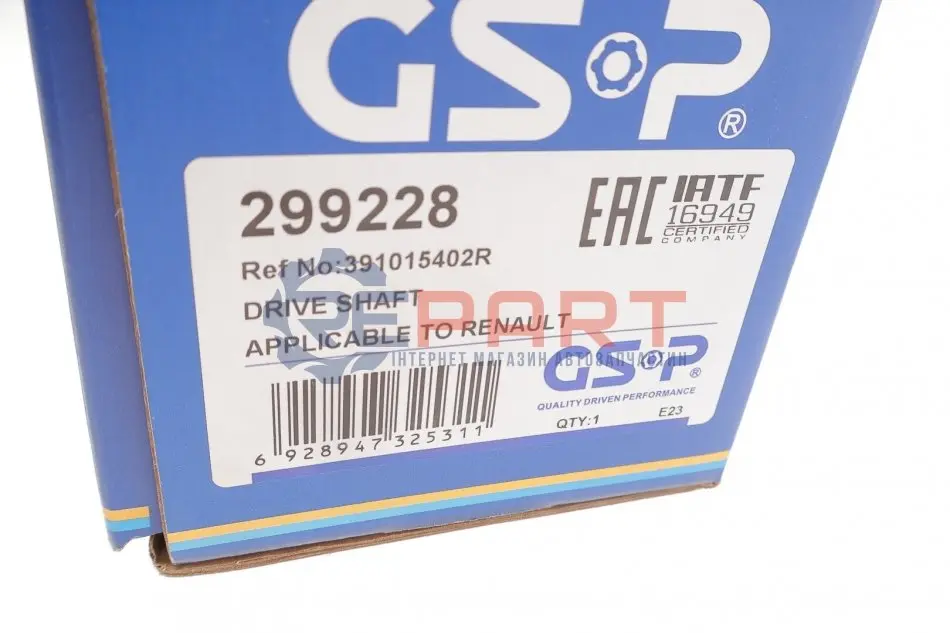 GSP®
299228
EAC
IATF
16949
CERTIFIED
COMPANY
Ref No:391015402R
DRIVE SHAFT
APPLICABLE TO RENAULT
PEPART
ІНТЕРНЕТ МАГАЗИН АВТОЗАПЧАСТИН
GSP®
QUALITY DRIVEN PERFORMANCE
QTY:1 E23
6 928947 325311